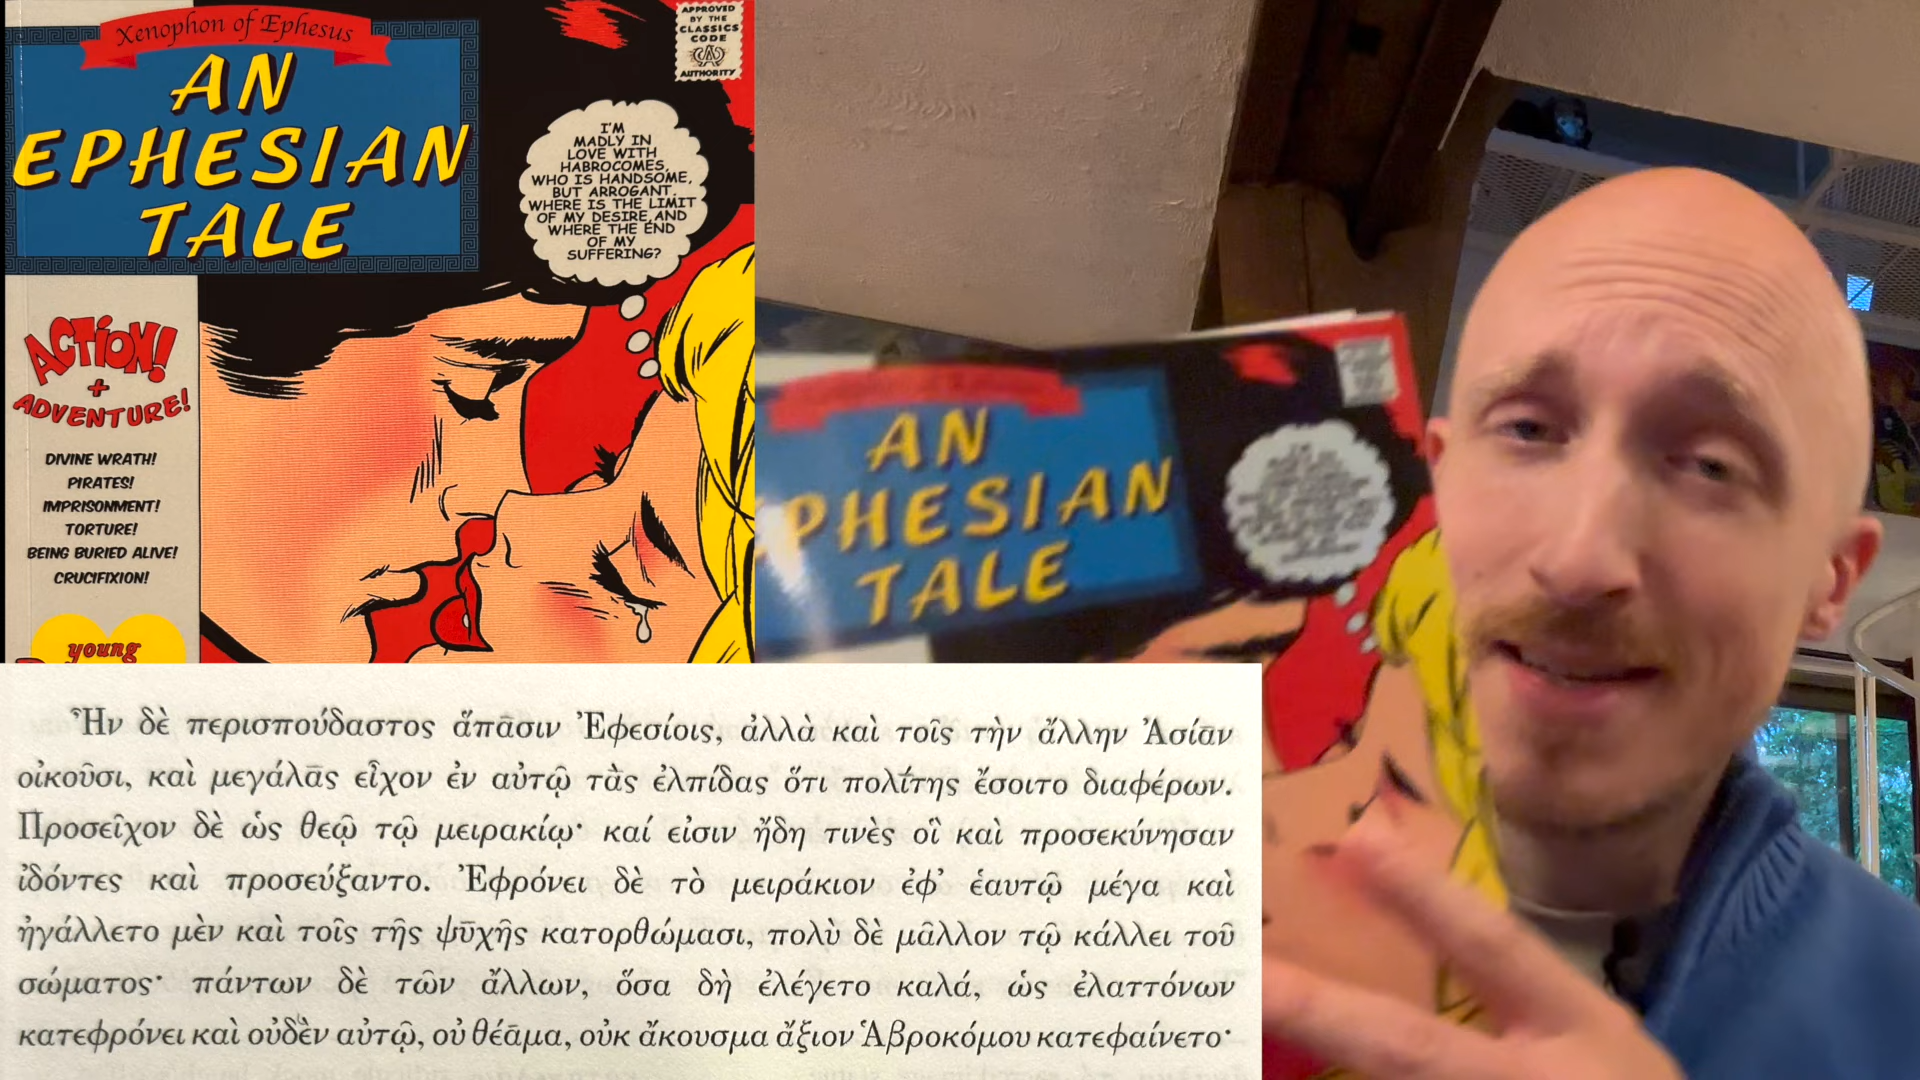 Xenophon of Ephesus
AN
EPHESIAN
TALE
APPROVED
BY THE
CLASSICS
CODE
AUTHORITY
I'M
MADLY IN
LOVE WITH
HABROCOMES,
WHO IS HANDSOME,
BUT ARROGANT.
WHERE IS THE LIMIT
OF MY DESIRE, AND
WHERE THE END
OF MY
SUFFERING?
ACTION!
+
ADVENTURE!
DIVINE WRATH!
PIRATES!
IMPRISONMENT!
TORTURE!
BEING BURIED ALIVE!
CRUCIFIXION!
young
AN
EPHESIAN
TALE
Ἦν δὲ περισπούδαστος ἅπᾱσιν Ἐφεσίοις, ἀλλὰ καὶ τοῖς τὴν ἄλλην Ἀσίᾱν
οἰκοῦσι, καὶ μεγάλᾱς εἶχον ἐν αὐτῷ τὰς ἐλπίδας ὅτι πολῑ́της ἔσοιτο διαφέρων.
Προσεῖχον δὲ ὡς θεῷ τῷ μειρακίῳ· καί εἰσιν ἤδη τινὲς οἳ καὶ προσεκύνησαν
ἰδόντες καὶ προσεύξαντο. Ἐφρόνει δὲ τὸ μειράκιον ἐφ’ ἑαυτῷ μέγα καὶ
ἠγάλλετο μὲν καὶ τοῖς τῆς ψῡχῆς κατορθώμασι, πολὺ δὲ μᾶλλον τῷ κάλλει τοῦ
σώματος· πάντων δὲ τῶν ἄλλων, ὅσα δὴ ἐλέγετο καλά, ὡς ἐλαττόνων
κατεφρόνει καὶ οὐδὲν αὐτῷ, οὐ θέᾱμα, οὐκ ἄκουσμα ἄξιον Ἁβροκόμου κατεφαίνετο·